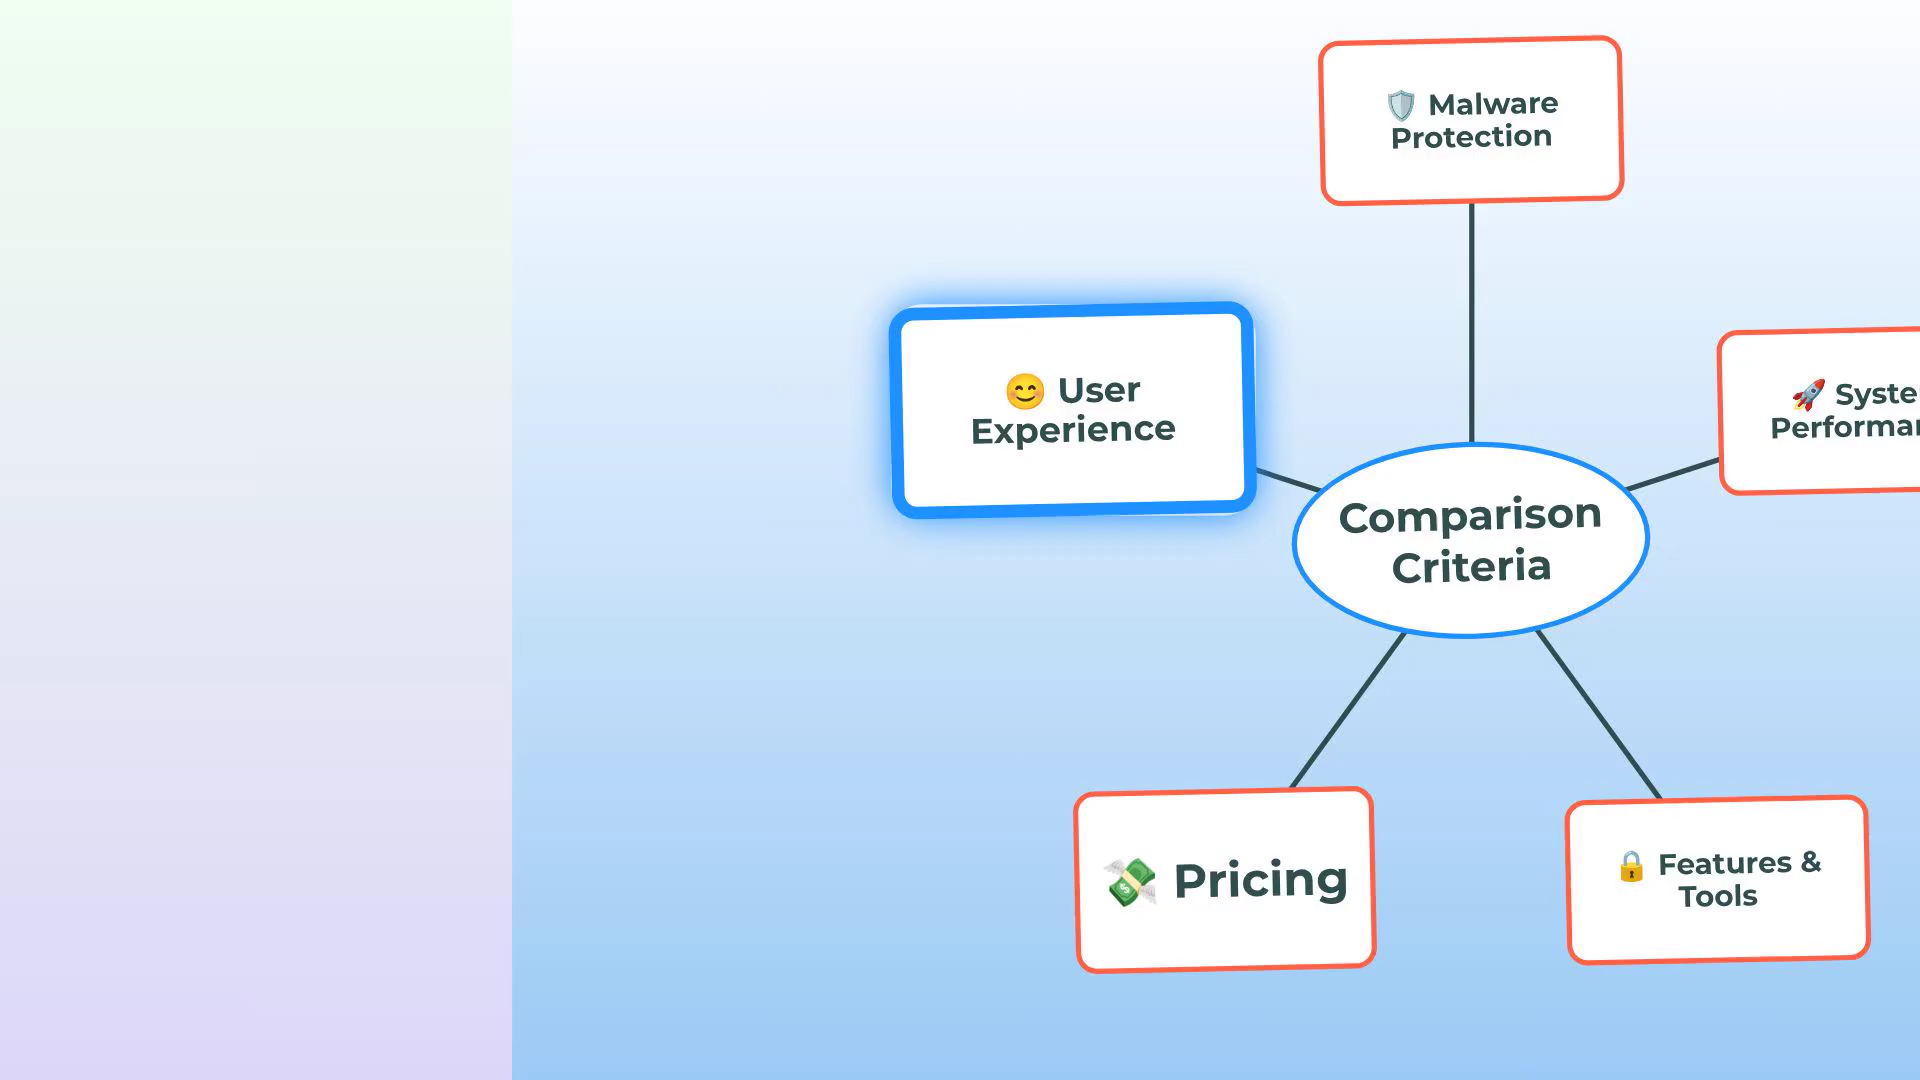 🛡️ Malware
Protection
😊 User
Experience
🚀 Syste
Performa
Comparison
Criteria
💸 Pricing
🔒 Features &
Tools